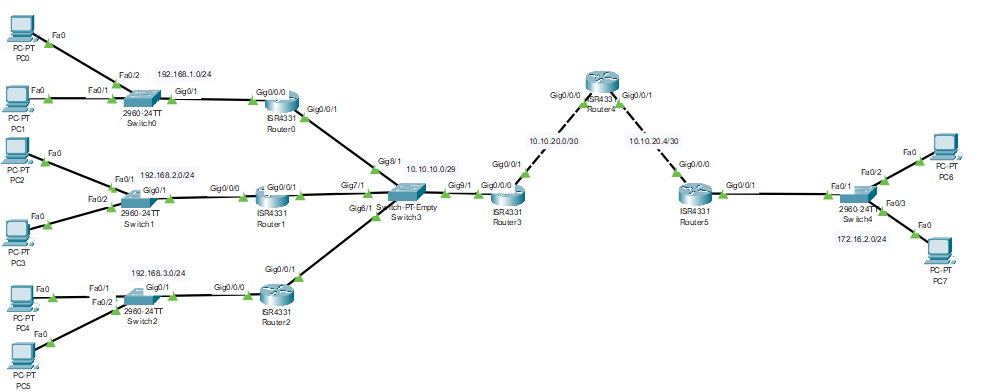 PC-PT
PC0
Fa0
Fa0/2
192.168.1.0/24
Fa0
Fa0/1
Gig0/1
2960-24TT
Switch0
PC-PT
PC1
Gig0/0/0
ISR4331
Router0
Gig0/0/1
PC-PT
PC2
Fa0
Fa0/1
192.168.2.0/24
Gig0/1
Fa0/2
2960-24TT
Switch1
Fa0
PC-PT
PC3
Gig0/0/0
Gig0/0/1
ISR4331
Router1
192.168.3.0/24
Fa0
Fa0/1
Gig0/1
Fa0/2
2960-24TT
Switch2
PC-PT
PC4
Fa0
PC-PT
PC5
Gig0/0/0
Gig0/0/1
ISR4331
Router2
Gig8/1
10.10.10.0/29
Gig7/1
Gig9/1
Gig6/1
Switch-PT-Empty
Switch3
Gig0/0/0
Gig0/0/1
ISR4331
Router3
10.10.20.0/30
Gig0/0/0
Gig0/0/1
ISR4331
Router4
10.10.20.4/30
Gig0/0/0
Gig0/0/1
ISR4331
Router5
Fa0/1
Fa0/2
Fa0/3
2960-24TT
Switch4
172.16.2.0/24
Fa0
PC-PT
PC6
Fa0
PC-PT
PC7